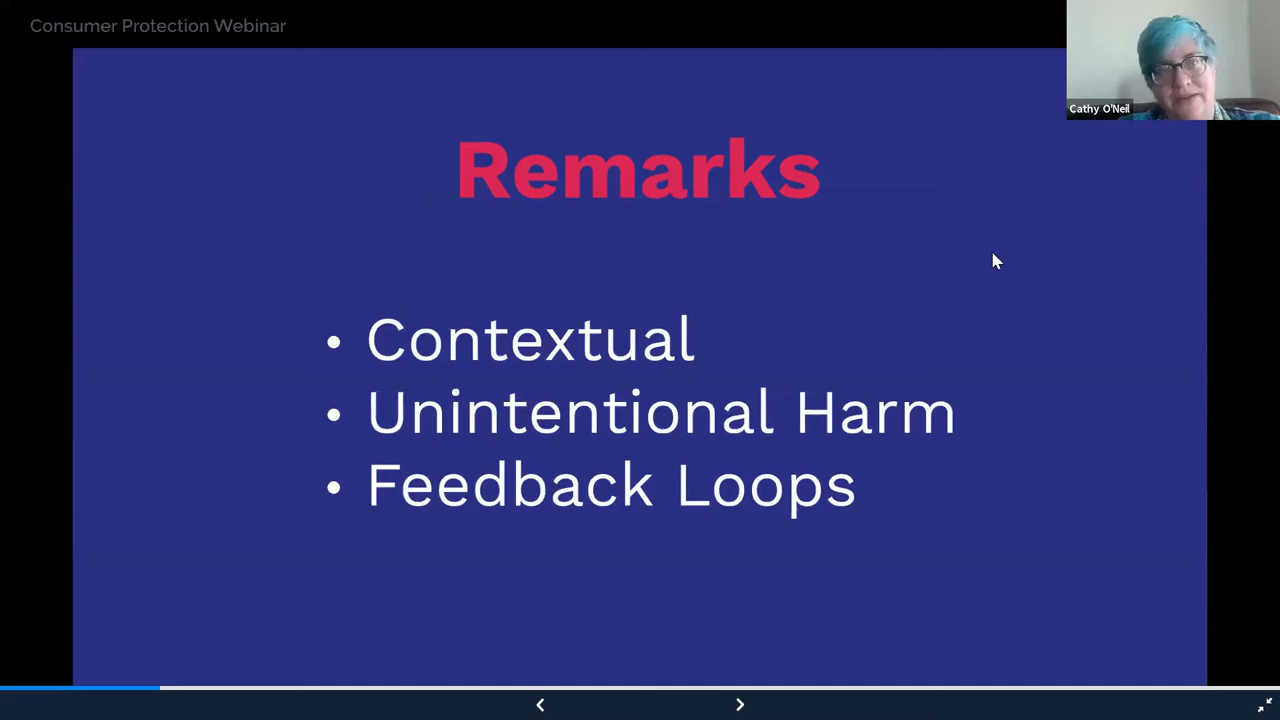 Consumer Protection Webinar
Cathy O'Neil
Remarks
• Contextual
• Unintentional Harm
• Feedback Loops